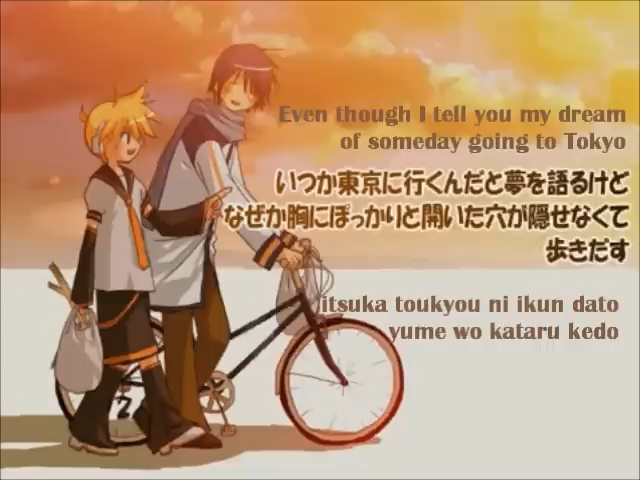 Even though I tell you my dream
of someday going to Tokyo
いつか東京に行くんだと夢を語るけど
なぜか胸にぽっかりと開いた穴が隠せなくて
歩きだす
itsuka toukyou ni ikun dato
yume wo kataru kedo
2